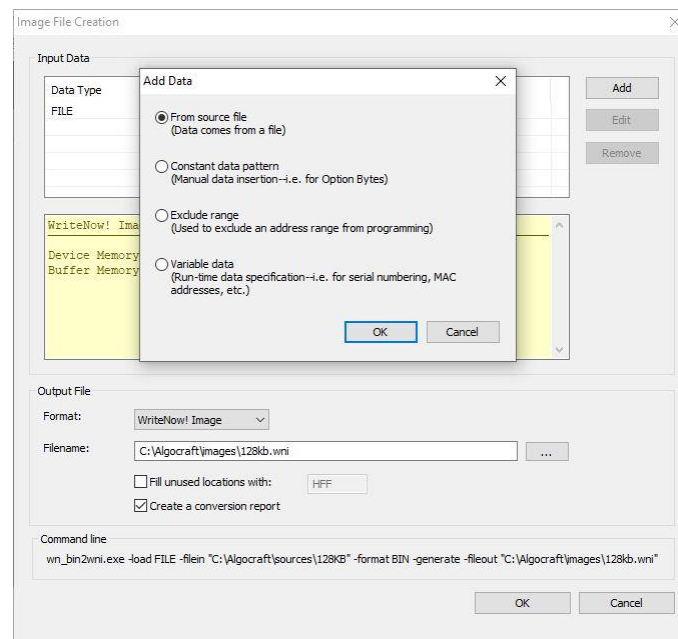 Image File Creation
Input Data
Data Type
FILE
Add
Edit
Remove
Add Data
From source file
(Data comes from a file)
Constant data pattern
(Manual data insertion--i.e. for Option Bytes)
Exclude range
(Used to exclude an address range from programming)
Variable data
(Run-time data specification--i.e. for serial numbering, MAC
addresses, etc.)
OK
Cancel
WriteNow! Ima
Device Memory
Buffer Memory
Output File
Format:
WriteNow! Image
Filename:
C:\Algocraft\images\128kb.wni
...
Fill unused locations with:
HFF
Create a conversion report
Command line
wn_bin2wni.exe -load FILE -filein "C:\Algocraft\sources\128KB" -format BIN -generate -fileout "C:\Algocraft\images\128kb.wni"
OK
Cancel